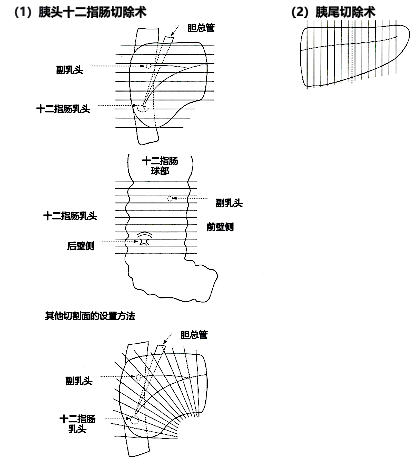 (1) 胰头十二指肠切除术
(2) 胰尾切除术
胆总管
副乳头
十二指肠乳头
十二指肠
球部
十二指肠乳头
副乳头
前壁侧
后壁侧
其他切割面的设置方法
胆总管
副乳头
十二指肠
乳头